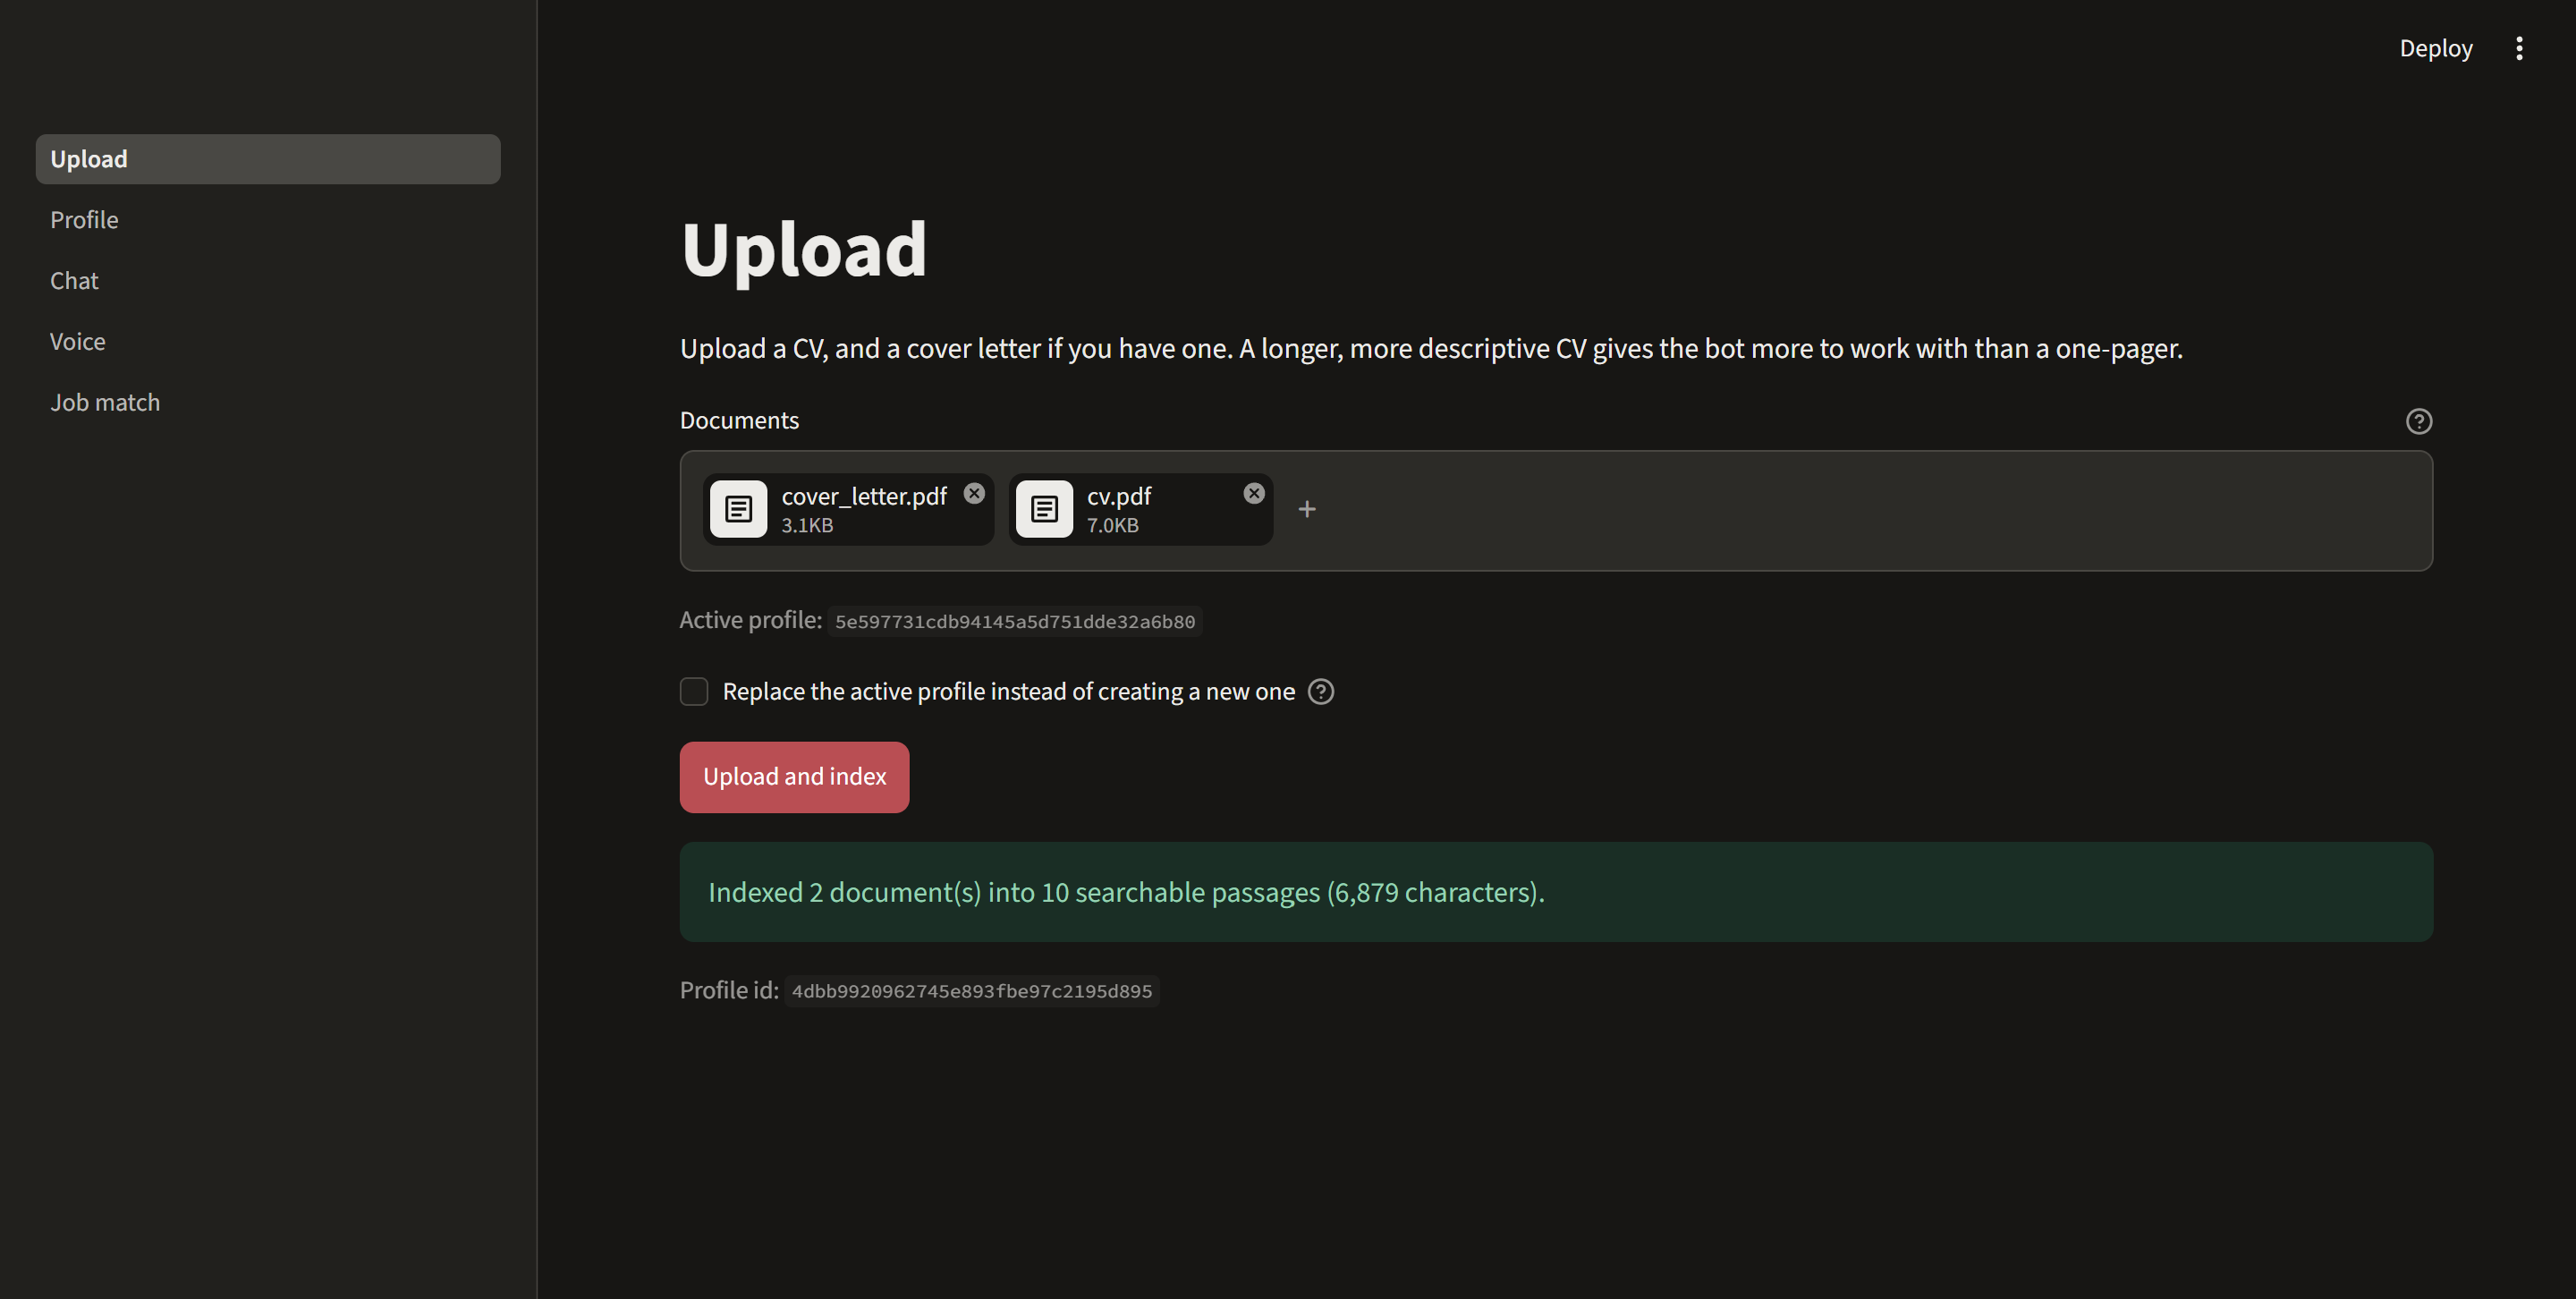 Deploy
Upload
Profile
Chat
Voice
Job match
Upload
Upload a CV, and a cover letter if you have one. A longer, more descriptive CV gives the bot more to work with than a one-pager.
Documents
cover_letter.pdf
3.1KB
cv.pdf
7.0KB
Active profile: 5e597731cdb94145a5d751dde32a6b80
Replace the active profile instead of creating a new one
Upload and index
Indexed 2 document(s) into 10 searchable passages (6,879 characters).
Profile id: 4dbb9920962745e893fbe97c2195d895